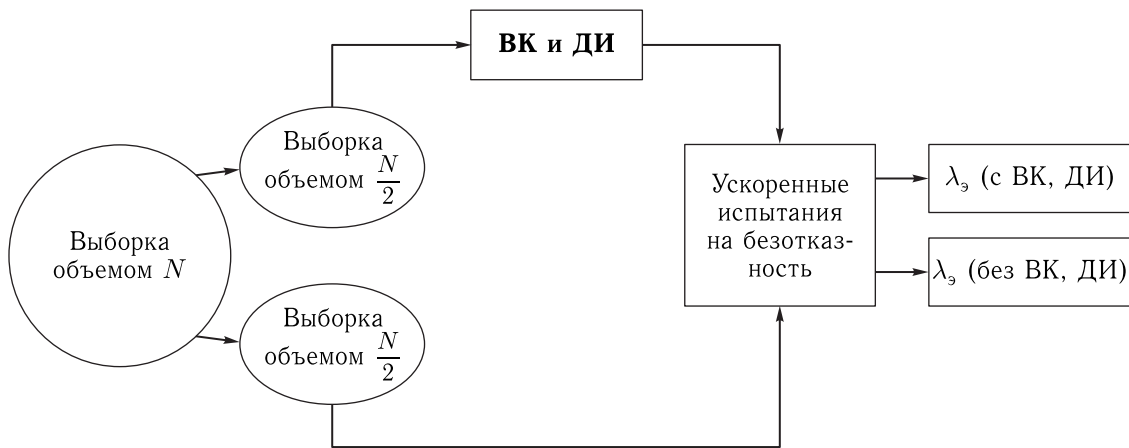 ВК и ДИ
Выборка
объемом N/2
Выборка
объемом N
Выборка
объемом N/2
Ускоренные
испытания
на безотказ-
ность
λэ (с ВК, ДИ)
λэ (без ВК, ДИ)